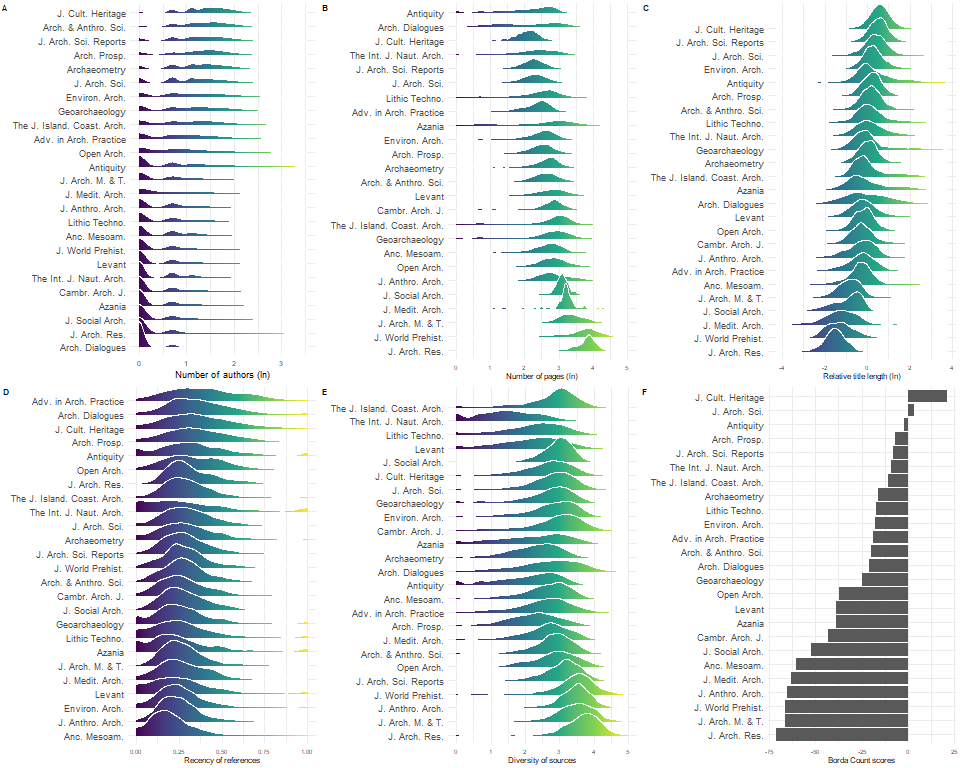 A
J. Cult. Heritage
Arch. & Anthro. Sci.
J. Arch. Sci. Reports
Arch. Prosp.
Archaeometry
J. Arch. Sci.
Environ. Arch.
Geoarchaeology
The J. Island. Coast. Arch.
Adv. in Arch. Practice
Open Arch.
Antiquity
J. Arch. M. & T.
J. Medit. Arch.
J. Anthro. Arch.
Lithic Techno.
Anc. Mesoam.
J. World Prehist.
Levant
The Int. J. Naut. Arch.
Cambr. Arch. J.
Azania
J. Social Arch.
J. Arch. Res.
Arch. Dialogues
0 1 2 3
Number of authors (ln)
B
Antiquity
Arch. Dialogues
J. Cult. Heritage
The Int. J. Naut. Arch.
J. Arch. Sci. Reports
J. Arch. Sci.
Lithic Techno.
Adv. in Arch. Practice
Azania
Environ. Arch.
Arch. Prosp.
Archaeometry
Arch. & Anthro. Sci.
Levant
Cambr. Arch. J.
The J. Island. Coast. Arch.
Geoarchaeology
Anc. Mesoam.
Open Arch.
J. Anthro. Arch.
J. Social Arch.
J. Medit. Arch.
J. Arch. M. & T.
J. World Prehist.
J. Arch. Res.
0 1 2 3 4 5
Number of pages (ln)
C
J. Cult. Heritage
J. Arch. Sci. Reports
J. Arch. Sci.
Environ. Arch.
Antiquity
Arch. Prosp.
Arch. & Anthro. Sci.
Lithic Techno.
The Int. J. Naut. Arch.
Geoarchaeology
Archaeometry
The J. Island. Coast. Arch.
Azania
Arch. Dialogues
Levant
Open Arch.
Cambr. Arch. J.
J. Anthro. Arch.
Adv. in Arch. Practice
Anc. Mesoam.
J. Arch. M. & T.
J. Social Arch.
J. Medit. Arch.
J. World Prehist.
J. Arch. Res.
-4 -2 0 2 4
Relative title length (ln)
D
Adv. in Arch. Practice
Arch. Dialogues
J. Cult. Heritage
Arch. Prosp.
Antiquity
Open Arch.
J. Arch. Res.
The J. Island. Coast. Arch.
The Int. J. Naut. Arch.
J. Arch. Sci.
Archaeometry
J. Arch. Sci. Reports
J. World Prehist.
Arch. & Anthro. Sci.
Cambr. Arch. J.
J. Social Arch.
Geoarchaeology
Lithic Techno.
Azania
J. Arch. M. & T.
J. Medit. Arch.
Levant
Environ. Arch.
J. Anthro. Arch.
Anc. Mesoam.
0.00 0.25 0.50 0.75 1.00
Recency of references
E
The J. Island. Coast. Arch.
The Int. J. Naut. Arch.
Lithic Techno.
Levant
J. Social Arch.
J. Cult. Heritage
J. Arch. Sci.
Geoarchaeology
Environ. Arch.
Cambr. Arch. J.
Azania
Archaeometry
Arch. Dialogues
Antiquity
Anc. Mesoam.
Adv. in Arch. Practice
Arch. Prosp.
J. Medit. Arch.
Arch. & Anthro. Sci.
Open Arch.
J. Arch. Sci. Reports
J. World Prehist.
J. Anthro. Arch.
J. Arch. M. & T.
J. Arch. Res.
0 1 2 3 4 5
Diversity of sources
F
J. Cult. Heritage
J. Arch. Sci.
Antiquity
Arch. Prosp.
J. Arch. Sci. Reports
The Int. J. Naut. Arch.
The J. Island. Coast. Arch.
Archaeometry
Lithic Techno.
Environ. Arch.
Adv. in Arch. Practice
Arch. & Anthro. Sci.
Arch. Dialogues
Geoarchaeology
Open Arch.
Levant
Azania
Cambr. Arch. J.
J. Social Arch.
Anc. Mesoam.
J. Medit. Arch.
J. Anthro. Arch.
J. World Prehist.
J. Arch. M. & T.
J. Arch. Res.
-75 -50 -25 0 25
Borda Count scores